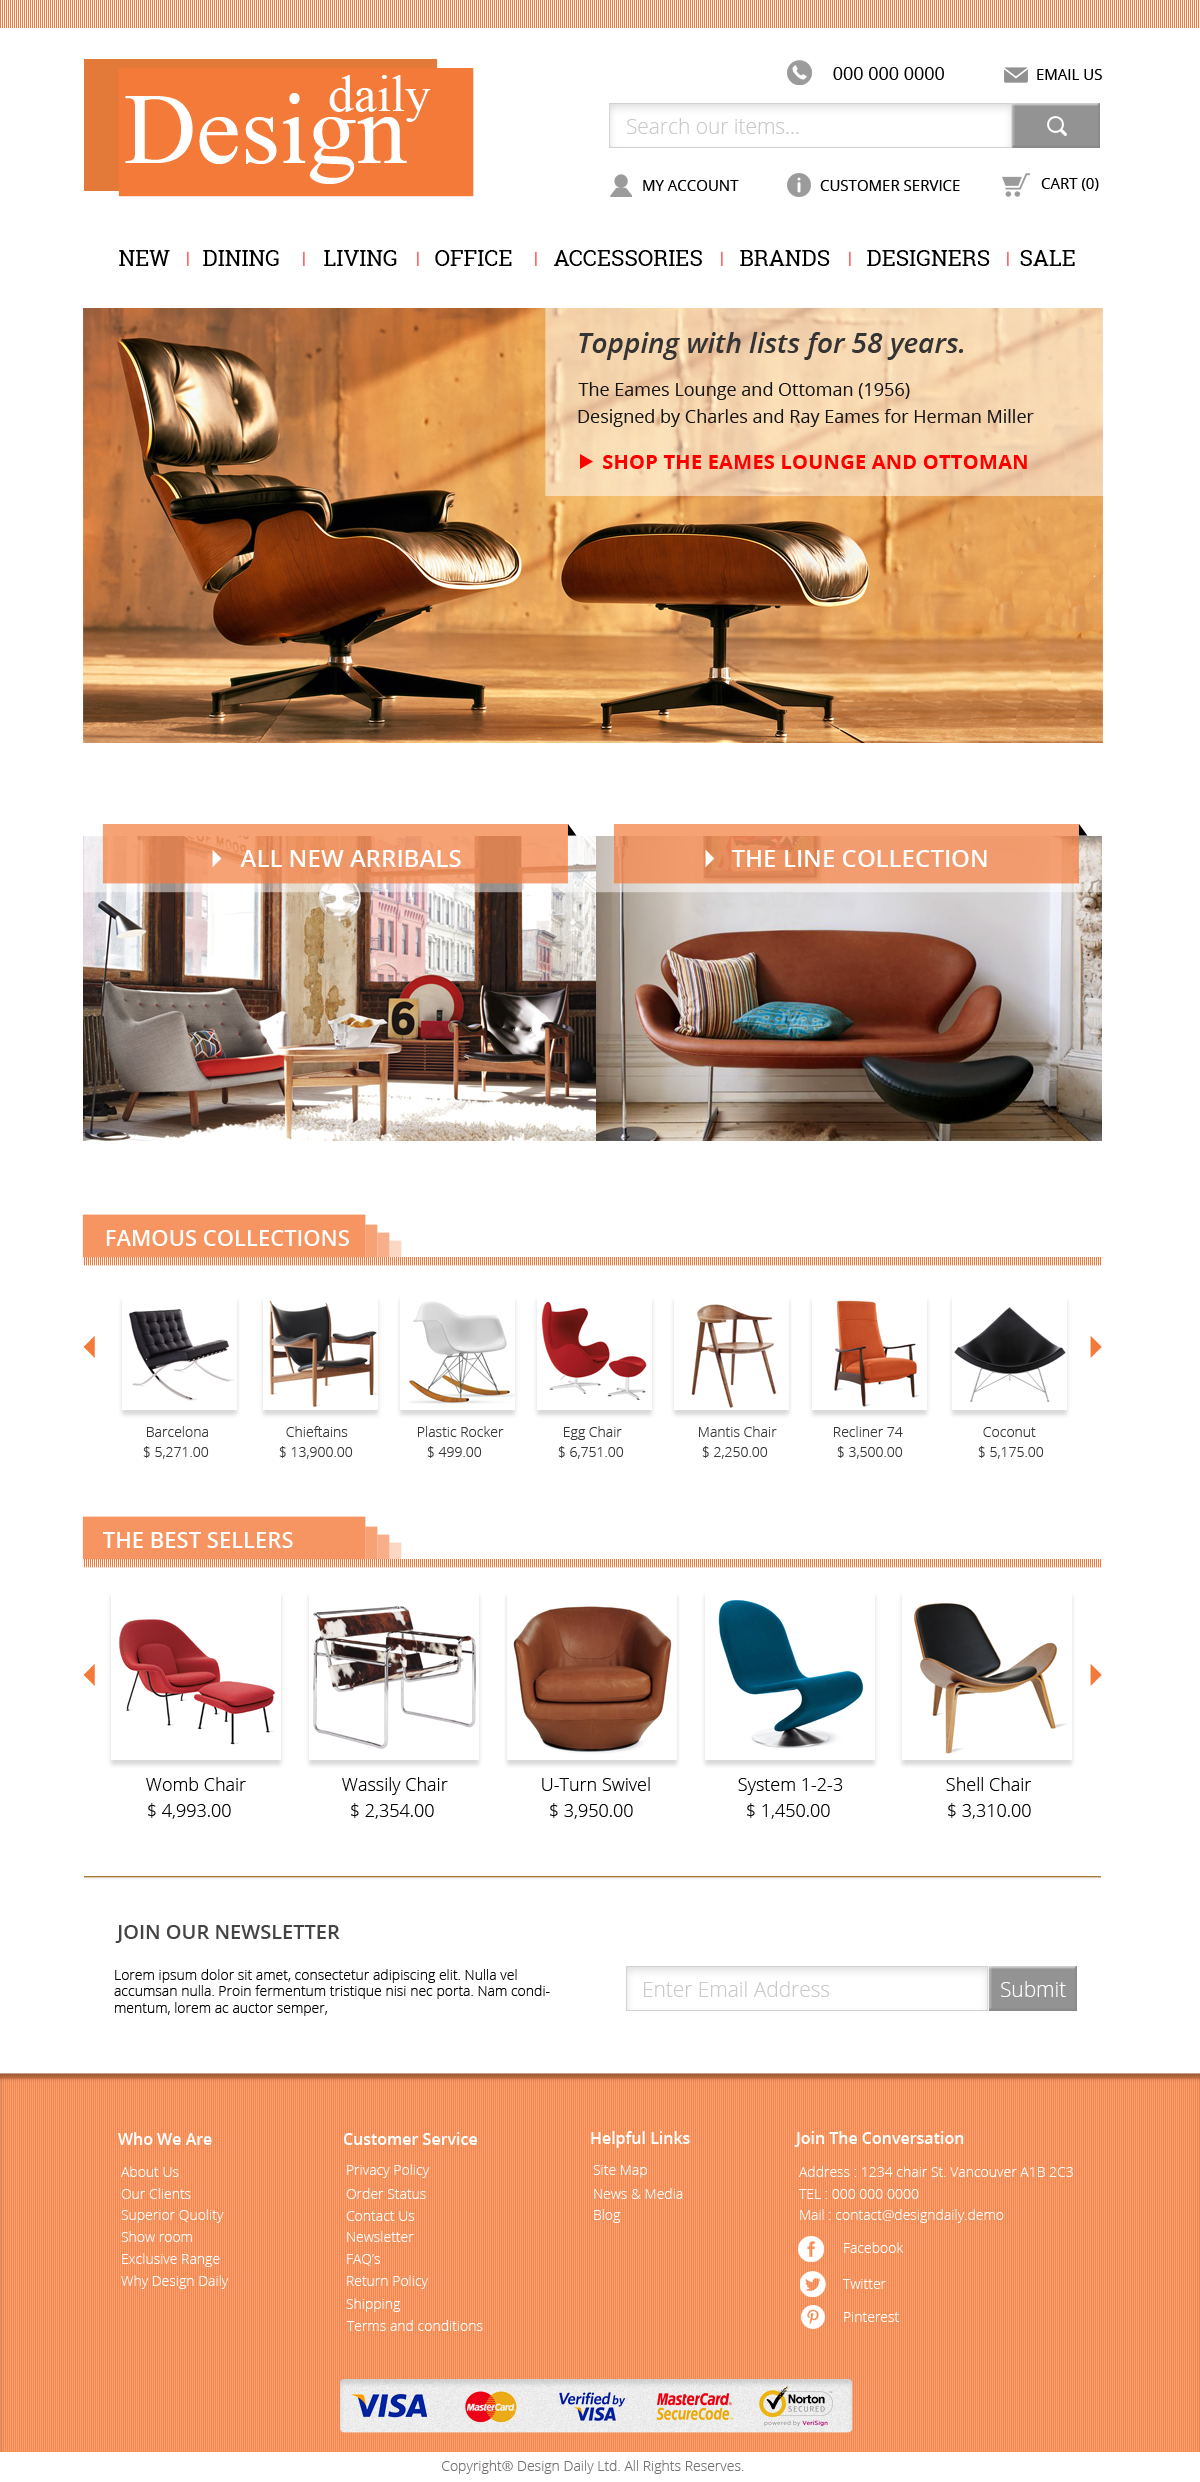 daily
Design
000 000 0000
EMAIL US
Search our items...
MY ACCOUNT
CUSTOMER SERVICE
CART (0)
NEW | DINING | LIVING | OFFICE | ACCESSORIES | BRANDS | DESIGNERS | SALE
Topping with lists for 58 years.
The Eames Lounge and Ottoman (1956)
Designed by Charles and Ray Eames for Herman Miller
SHOP THE EAMES LOUNGE AND OTTOMAN
ALL NEW ARRIBALS
THE LINE COLLECTION
6
FAMOUS COLLECTIONS
Barcelona
$ 5,271.00
Chieftains
$ 13,900.00
Plastic Rocker
$ 499.00
Egg Chair
$ 6,751.00
Mantis Chair
$ 2,250.00
Recliner 74
$ 3,500.00
Coconut
$ 5,175.00
THE BEST SELLERS
Womb Chair
$ 4,993.00
Wassily Chair
$ 2,354.00
U-Turn Swivel
$ 3,950.00
System 1-2-3
$ 1,450.00
Shell Chair
$ 3,310.00
JOIN OUR NEWSLETTER
Lorem ipsum dolor sit amet, consectetur adipiscing elit. Nulla vel
accumsan nulla. Proin fermentum tristique nisi nec porta. Nam condi-
mentum, lorem ac auctor semper,
Enter Email Address
Submit
Who We Are
About Us
Our Clients
Superior Quolity
Show room
Exclusive Range
Why Design Daily
Customer Service
Privacy Policy
Order Status
Contact Us
Newsletter
FAQ's
Return Policy
Shipping
Terms and conditions
Helpful Links
Site Map
News & Media
Blog
Join The Conversation
Address : 1234 chair St. Vancouver A1B 2C3
TEL : 000 000 0000
Mail : contact@designdaily.demo
Facebook
Twitter
Pinterest
VISA
MasterCard
Verified by
VISA
MasterCard
SecureCode.
Norton
SECURED
powered by VeriSign
Copyright® Design Daily Ltd. All Rights Reserves.